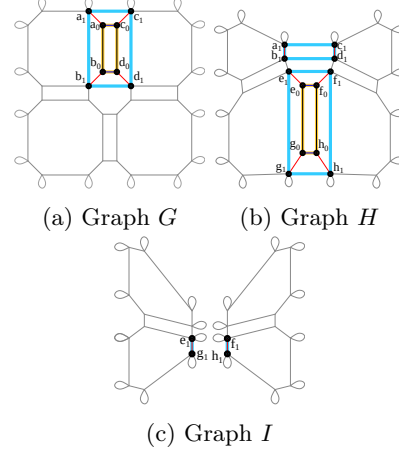 a₁ c₁
a₀ c₀
b₀ d₀
b₁ d₁
a₁ c₁
b₁ d₁
e₁ f₁
e₀ f₀
g₀ h₀
g₁ h₁
(a) Graph G (b) Graph H
e₁ f₁
g₁ h₁
(c) Graph I